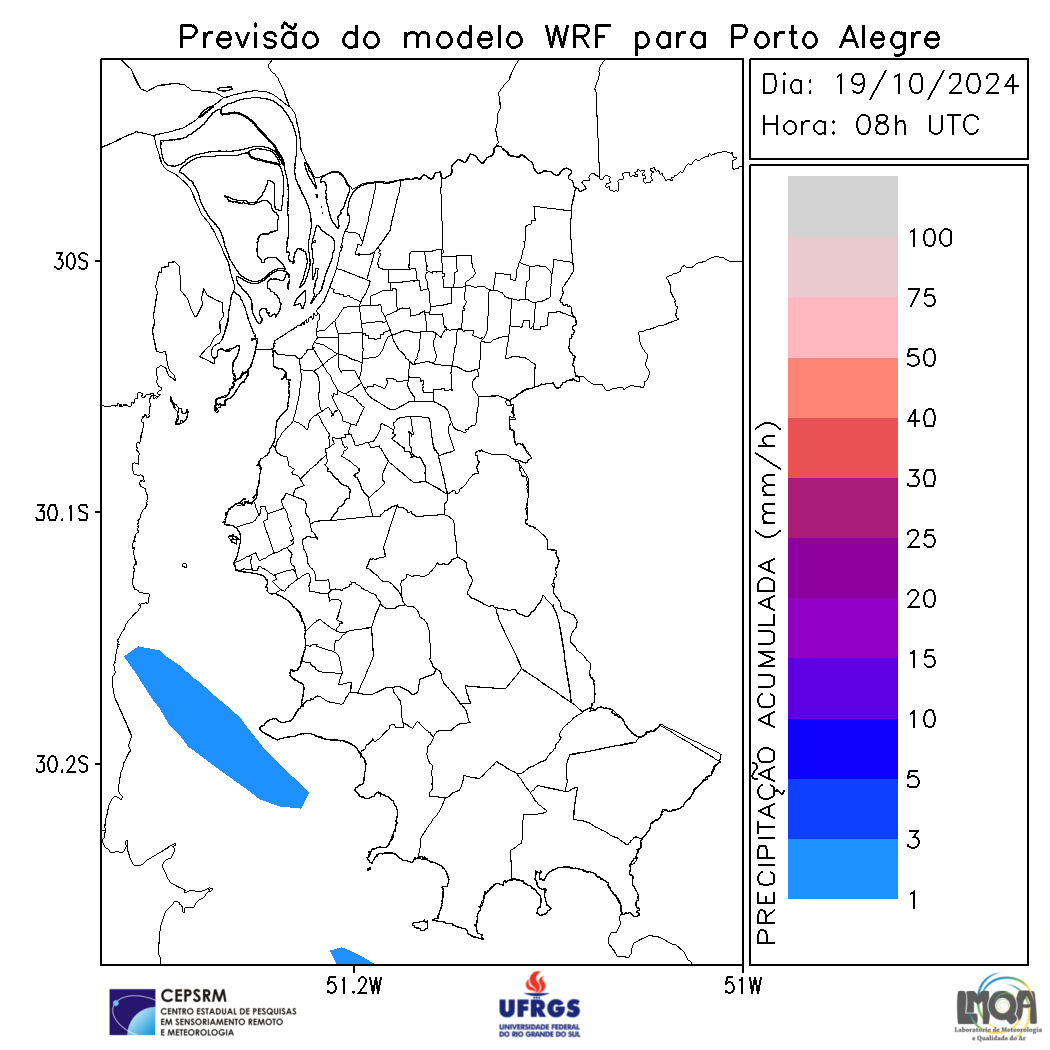 Previsão do modelo WRF para Porto Alegre
Dia: 19/10/2024
Hora: 08h UTC
30S
30.1S
30.2S
51.2W
51W
PRECIPITAÇÃO ACUMULADA (mm/h)
100
75
50
40
30
25
20
15
10
5
3
1
CEPSRM
CENTRO ESTADUAL DE PESQUISAS
EM SENSORIAMENTO REMOTO
E METEOROLOGIA
UFRGS
UNIVERSIDADE FEDERAL
DO RIO GRANDE DO SUL
LMQA
Laboratório de Meteorologia
e Qualidade do Ar